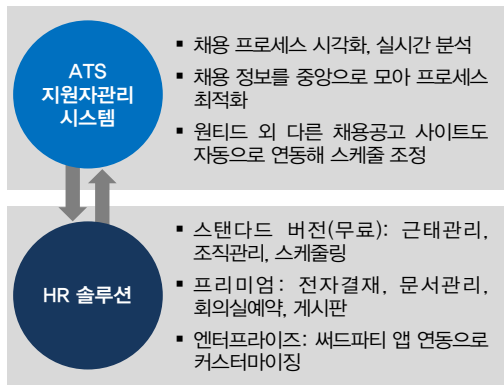 ATS
지원자관리
시스템
▪ 채용 프로세스 시각화, 실시간 분석
▪ 채용 정보를 중앙으로 모아 프로세스
최적화
▪ 원티드 외 다른 채용공고 사이트도
자동으로 연동해 스케줄 조정
HR 솔루션
▪ 스탠다드 버전(무료): 근태관리,
조직관리, 스케줄링
▪ 프리미엄: 전자결재, 문서관리,
회의실예약, 게시판
▪ 엔터프라이즈: 써드파티 앱 연동으로
커스터마이징